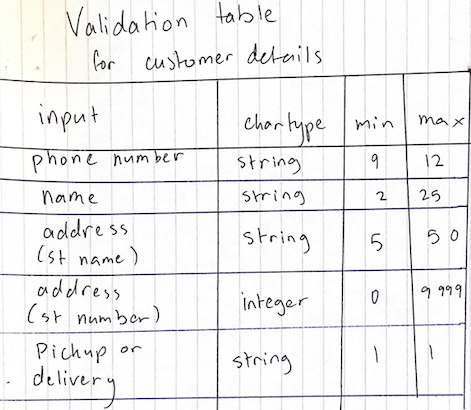 Validation table
for customer details
input chartype min max
phone number string 9 12
name string 2 25
address
(st name) string 5 50
address
(st number) integer 0 9999
Pickup or
delivery string 1 1